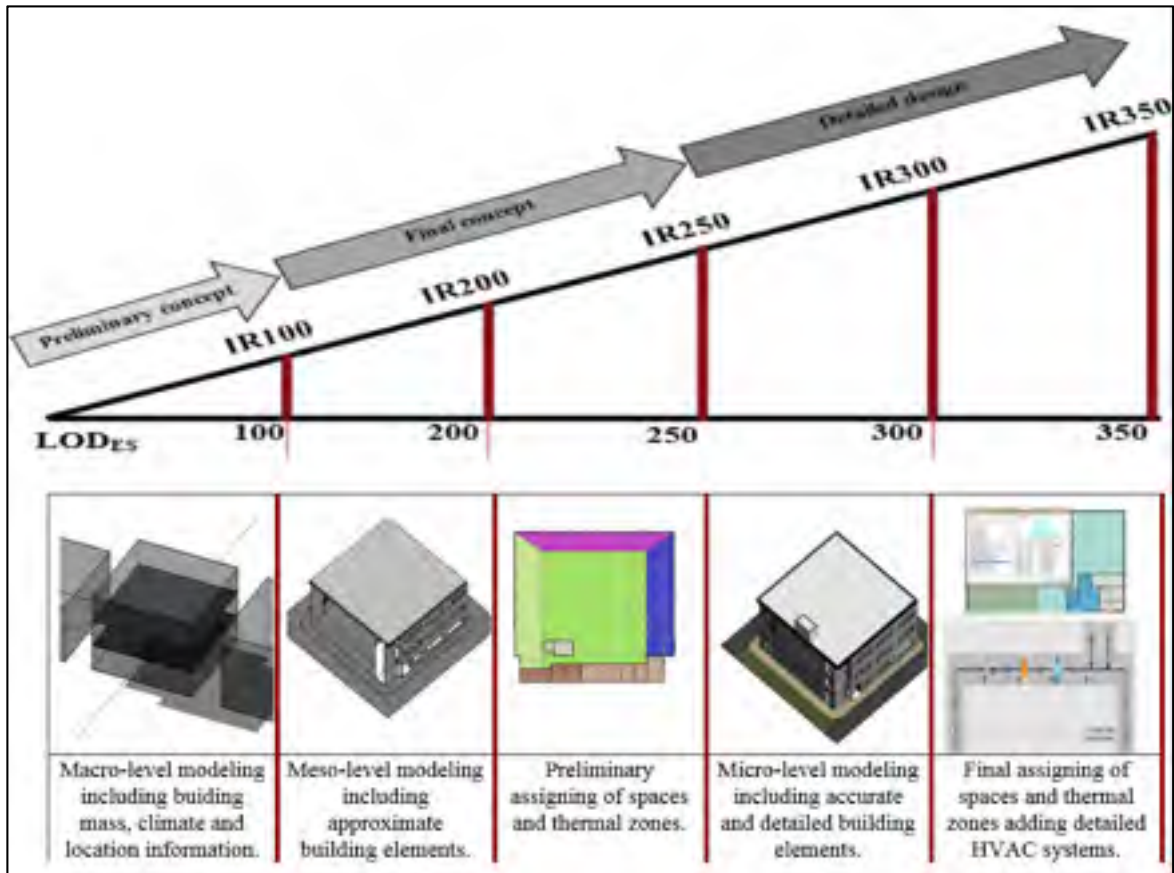 Detailed design
Final concept
Preliminary concept
IR100
IR200
IR250
IR300
IR350
LODES
100
200
250
300
350
Macro-level modeling
including buiding
mass, climate and
location information.
Meso-level modeling
including
approximate
building elements.
Preliminary
assigning of spaces
and thermal zones.
Micro-level modeling
including accurate
and detailed building
elements.
Final assigning of
spaces and thermal
zones adding detailed
HVAC systems.